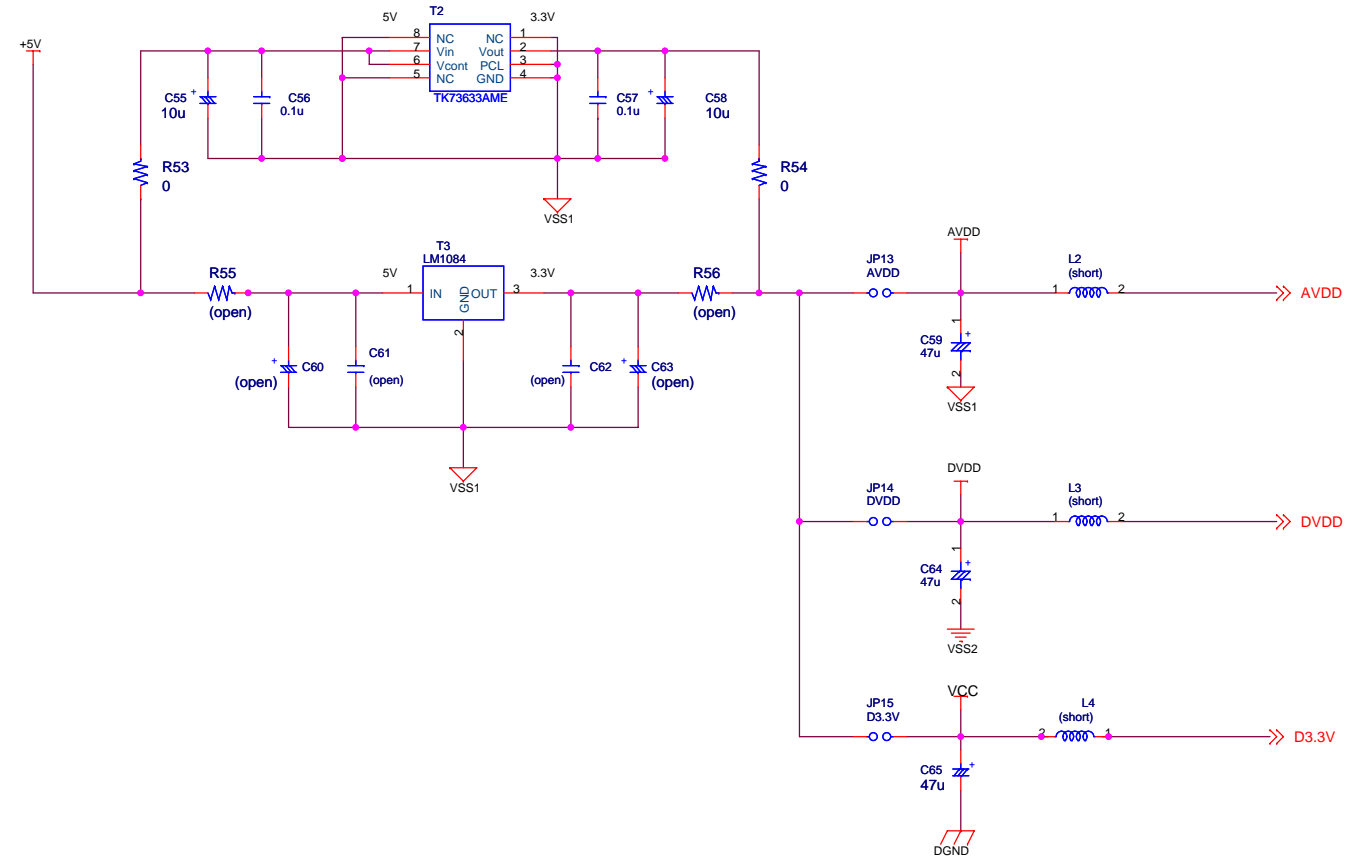 T2
5V
3.3V
+5V
8 NC NC 1
7 Vin Vout 2
6 Vcont PCL 3
5 NC GND 4
TK73633AME
C55 +
10u
C56
0.1u
C57
0.1u
+ C58
10u
R53
0
R54
0
VSS1
T3
LM1084
5V
3.3V
R55
(open)
1 IN GND OUT 3
2
R56
(open)
+ C60
(open)
C61
(open)
C62
(open)
+ C63
(open)
VSS1
AVDD
JP13
AVDD
L2
(short)
1 2
AVDD
1
C59 +
47u
2
VSS1
DVDD
JP14
DVDD
L3
(short)
1 2
DVDD
1
C64 +
47u
2
VSS2
VCC
JP15
D3.3V
L4
(short)
2 1
D3.3V
C65 +
47u
DGND